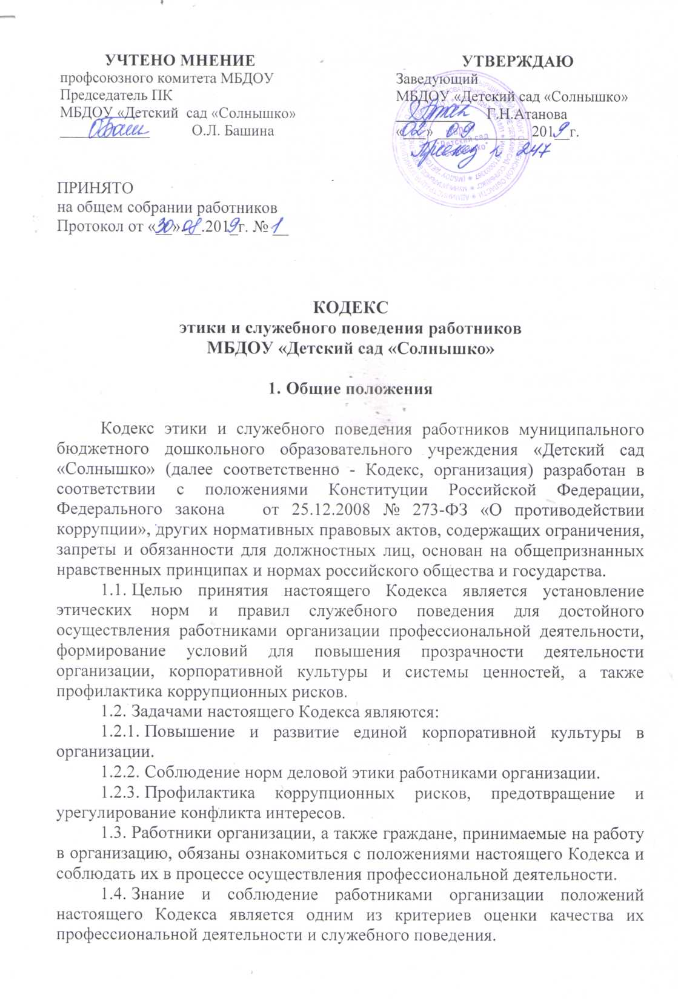 УЧТЕНО МНЕНИЕ
профсоюзного комитета МБДОУ
Председатель ПК
МБДОУ «Детский сад «Солнышко»
О.Л. Башина
УТВЕРЖДАЮ
Заведующий
МБДОУ «Детский сад «Солнышко»
Г.Н.Атанова
«02» 09 2019г.
Приказ № 247
ПРИНЯТО
на общем собрании работников
Протокол от «30».08.2019г. № 1
КОДЕКС
этики и служебного поведения работников
МБДОУ «Детский сад «Солнышко»
1. Общие положения
Кодекс этики и служебного поведения работников муниципального
бюджетного дошкольного образовательного учреждения «Детский сад
«Солнышко» (далее соответственно - Кодекс, организация) разработан в
соответствии с положениями Конституции Российской Федерации,
Федерального закона от 25.12.2008 № 273-ФЗ «О противодействии
коррупции», других нормативных правовых актов, содержащих ограничения,
запреты и обязанности для должностных лиц, основан на общепризнанных
нравственных принципах и нормах российского общества и государства.
1.1. Целью принятия настоящего Кодекса является установление
этических норм и правил служебного поведения для достойного
осуществления работниками организации профессиональной деятельности,
формирование условий для повышения прозрачности деятельности
организации, корпоративной культуры и системы ценностей, а также
профилактика коррупционных рисков.
1.2. Задачами настоящего Кодекса являются:
1.2.1. Повышение и развитие единой корпоративной культуры в
организации.
1.2.2. Соблюдение норм деловой этики работниками организации.
1.2.3. Профилактика коррупционных рисков, предотвращение и
урегулирование конфликта интересов.
1.3. Работники организации, а также граждане, принимаемые на работу
в организацию, обязаны ознакомиться с положениями настоящего Кодекса и
соблюдать их в процессе осуществления профессиональной деятельности.
1.4. Знание и соблюдение работниками организации положений
настоящего Кодекса является одним из критериев оценки качества их
профессиональной деятельности и служебного поведения.